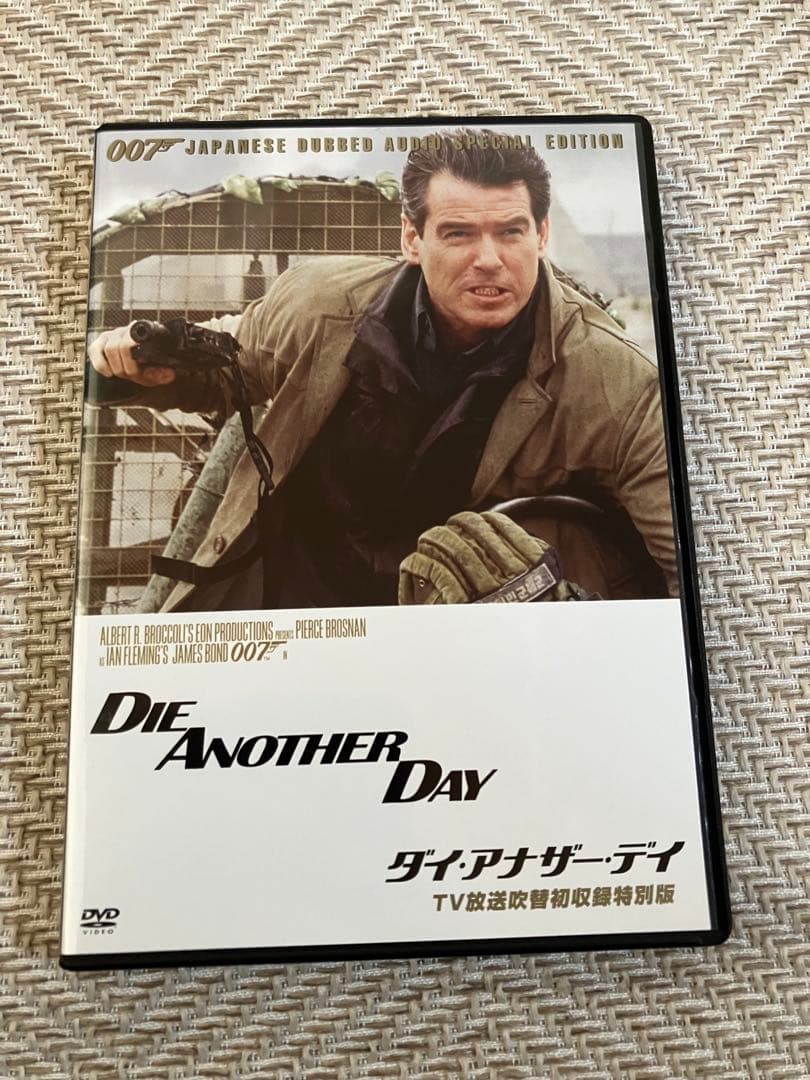 007 JAPANESE DUBBED AUDIO SPECIAL EDITION
ALBERT R. BROCCOLI'S EON PRODUCTIONS PRESENTS PIERCE BROSNAN
AS IAN FLEMING'S JAMES BOND 007™ IN
DIE
ANOTHER
DAY
ダイ・アナザー・デイ
TV放送吹替初収録特別版
DVD
VIDEO